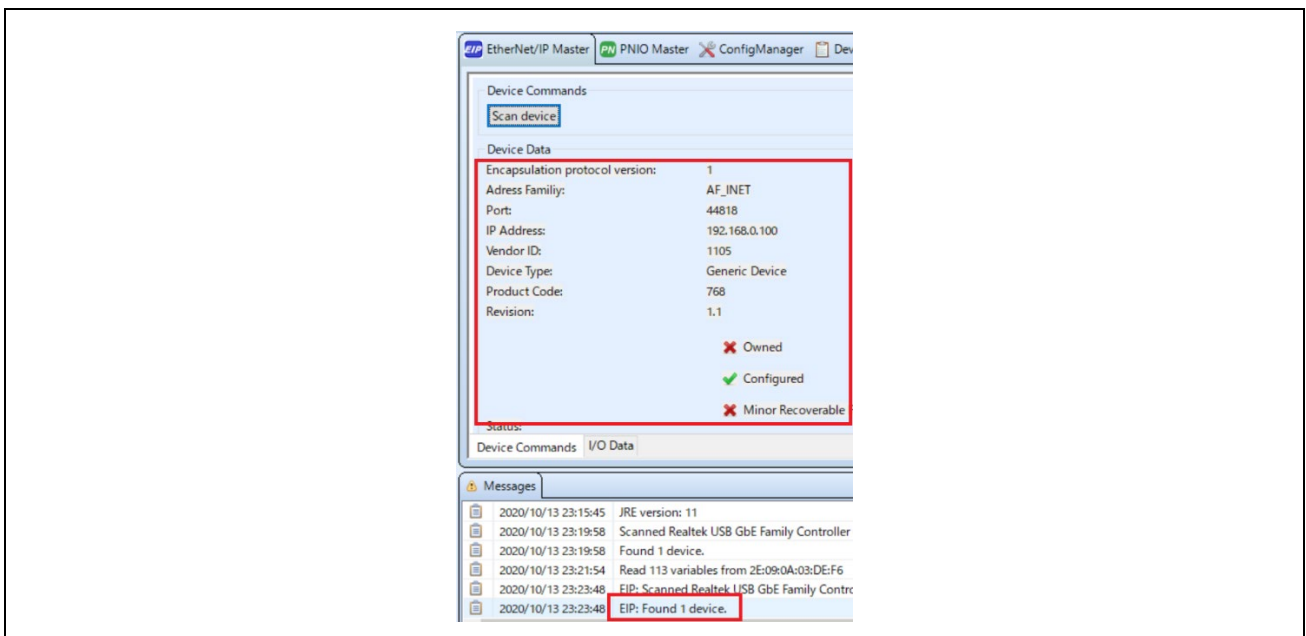 EIP EtherNet/IP Master PN PNIO Master ConfigManager Dev
Device Commands
Scan device
Device Data
Encapsulation protocol version: 1
Adress Familiy: AF_INET
Port: 44818
IP Address: 192.168.0.100
Vendor ID: 1105
Device Type: Generic Device
Product Code: 768
Revision: 1.1
Owned
Configured
Minor Recoverable
Status:
Device Commands I/O Data
Messages
2020/10/13 23:15:45 JRE version: 11
2020/10/13 23:19:58 Scanned Realtek USB GbE Family Controller
2020/10/13 23:19:58 Found 1 device.
2020/10/13 23:21:54 Read 113 variables from 2E:09:0A:03:DE:F6
2020/10/13 23:23:48 EIP: Scanned Realtek USB GbE Family Contro
2020/10/13 23:23:48 EIP: Found 1 device.